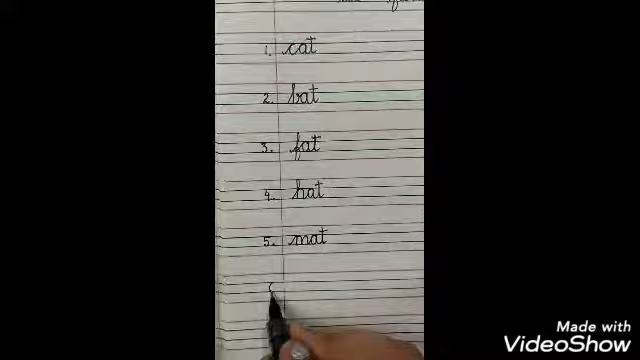 1. cat
2. bat
3. fat
4. hat
5. mat
Made with
VideoShow